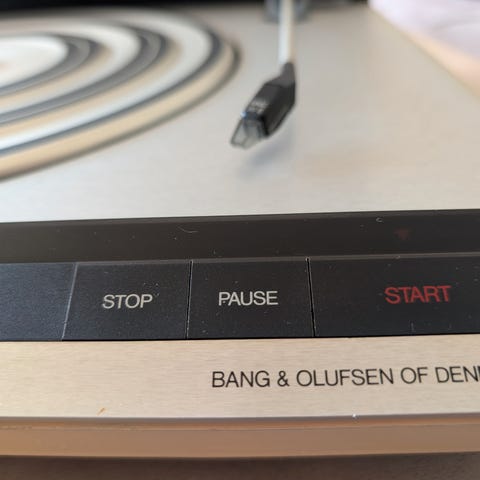 STOP PAUSE START
BANG & OLUFSEN OF DEN